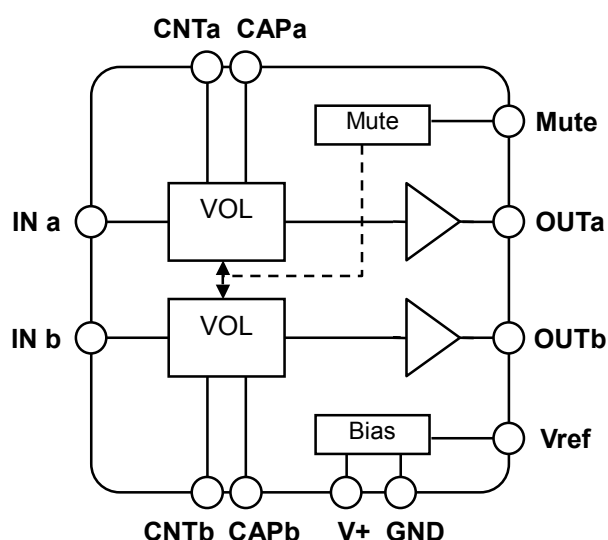 CNTa CAPa
Mute Mute
IN a VOL OUTa
IN b VOL OUTb
Bias Vref
CNTb CAPb V+ GND